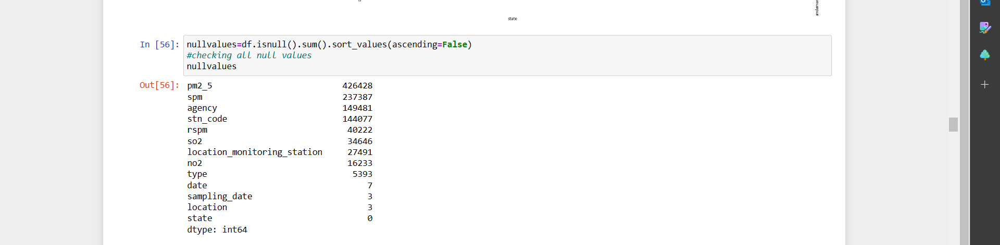 state
In [56]: nullvalues=df.isnull().sum().sort_values(ascending=False)
#checking all null values
nullvalues
Out[56]: pm2_5 426428
spm 237387
agency 149481
stn_code 144077
rspm 40222
so2 34646
location_monitoring_station 27491
no2 16233
type 5393
date 7
sampling_date 3
location 3
state 0
dtype: int64